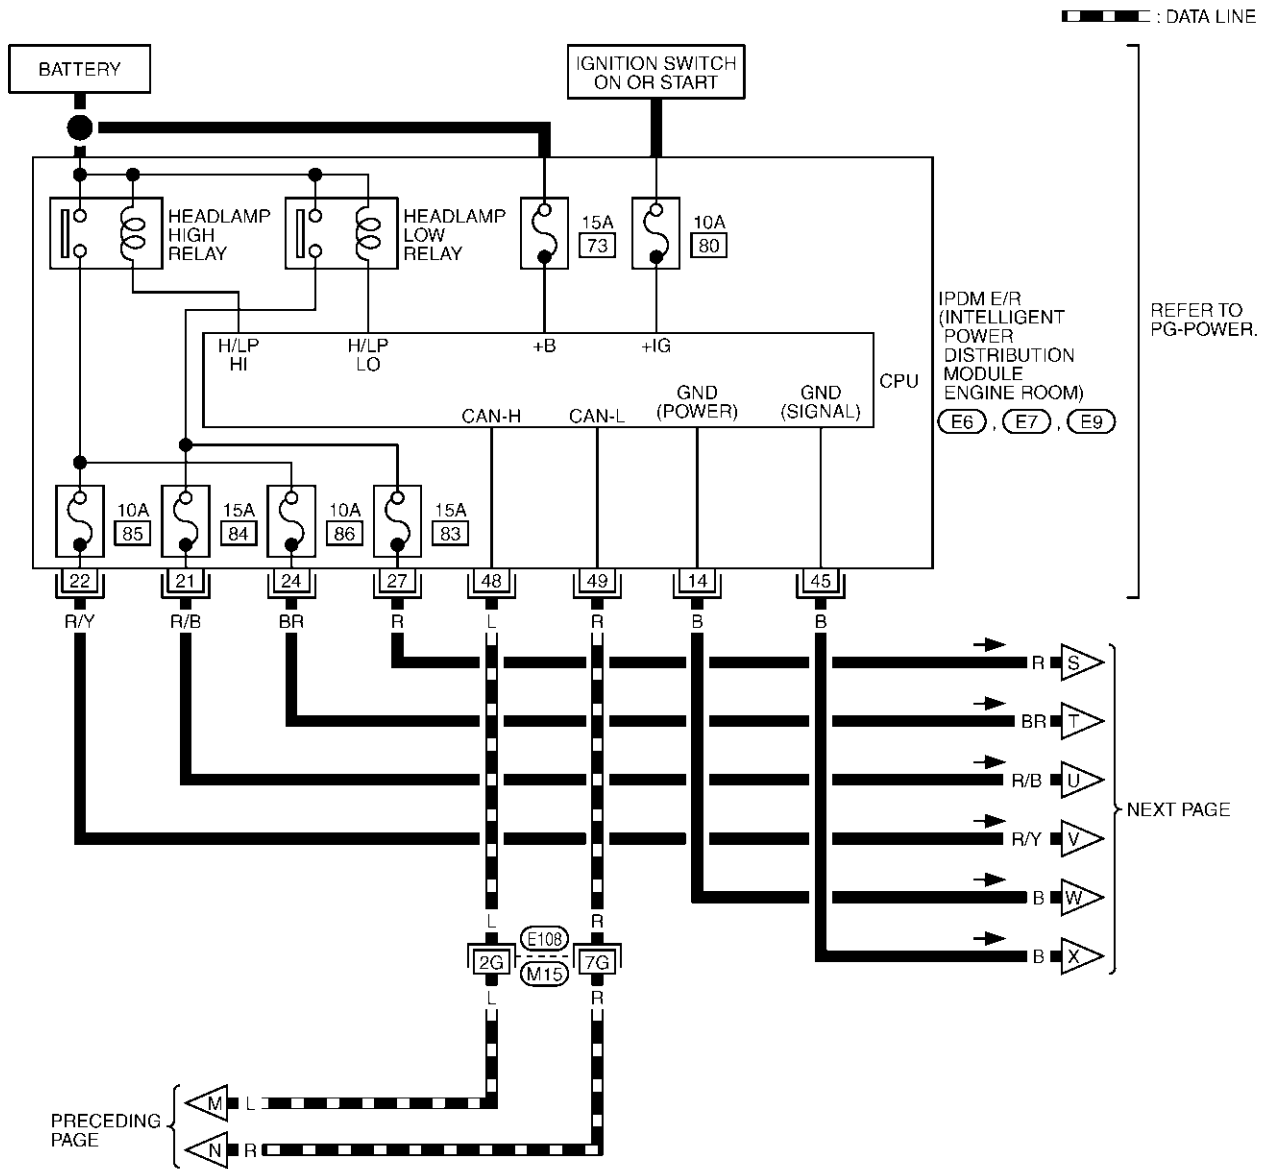 : DATA LINE
BATTERY
IGNITION SWITCH
ON OR START
HEADLAMP
HIGH
RELAY
HEADLAMP
LOW
RELAY
15A
73
10A
80
IPDM E/R
(INTELLIGENT
POWER
DISTRIBUTION
MODULE
ENGINE ROOM)
E6 , E7 , E9
REFER TO
PG-POWER.
H/LP
HI
H/LP
LO
+B
+IG
CPU
CAN-H
CAN-L
GND
(POWER)
GND
(SIGNAL)
10A
85
15A
84
10A
86
15A
83
22
21
24
27
48
49
14
45
R/Y
R/B
BR
R
L
R
B
B
R S
BR T
R/B U
R/Y V
B W
B X
NEXT PAGE
L
R
E108
2G
7G
M15
L
R
PRECEDING
PAGE
M L
N R